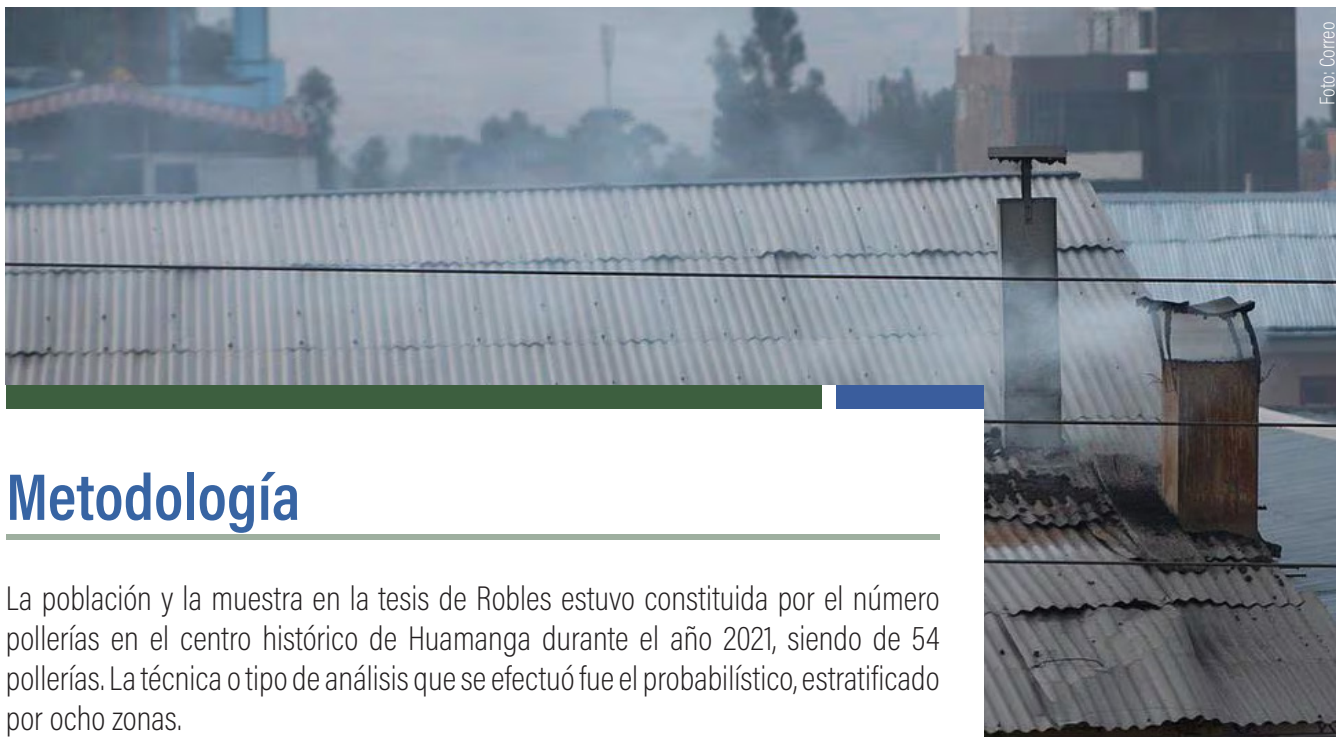 Foto: Correo
Metodología
La población y la muestra en la tesis de Robles estuvo constituida por el número
pollerías en el centro histórico de Huamanga durante el año 2021, siendo de 54
pollerías. La técnica o tipo de análisis que se efectuó fue el probabilístico, estratificado
por ocho zonas.